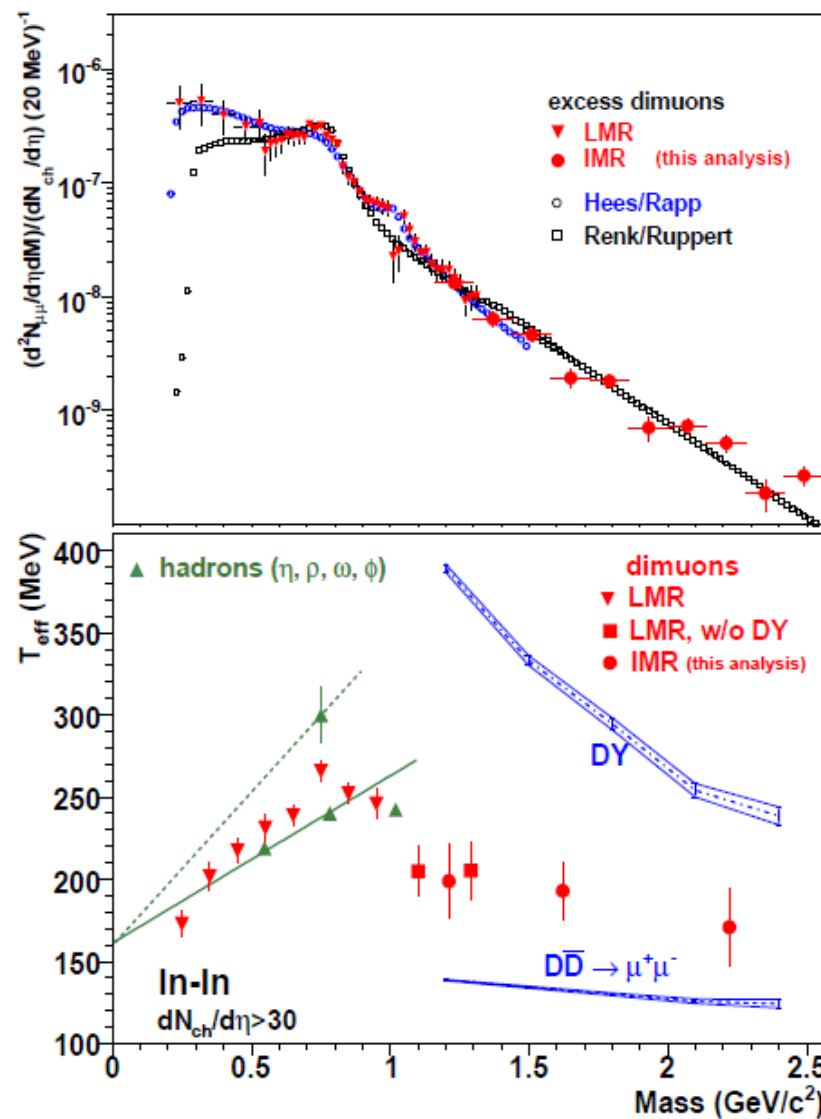 (d²N_μμ/dηdM)/(dN_ch/dη) (20 MeV)⁻¹
10⁻⁶
10⁻⁷
10⁻⁸
10⁻⁹
excess dimuons
LMR
IMR (this analysis)
Hees/Rapp
Renk/Ruppert
T_eff (MeV)
400
350
300
250
200
150
100
hadrons (η, ρ, ω, φ)
dimuons
LMR
LMR, w/o DY
IMR (this analysis)
DY
DD̅ → μ⁺μ⁻
In-In
dN_ch/dη>30
0 0.5 1 1.5 2 2.5
Mass (GeV/c²)